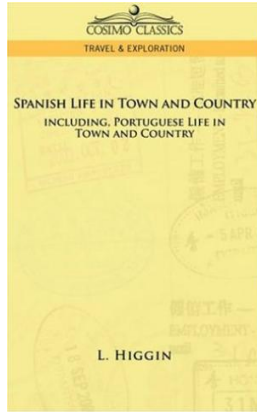 COSIMO CLASSICS
TRAVEL & EXPLORATION
SPANISH LIFE IN TOWN AND COUNTRY
INCLUDING, PORTUGUESE LIFE IN
TOWN AND COUNTRY
L. HIGGIN